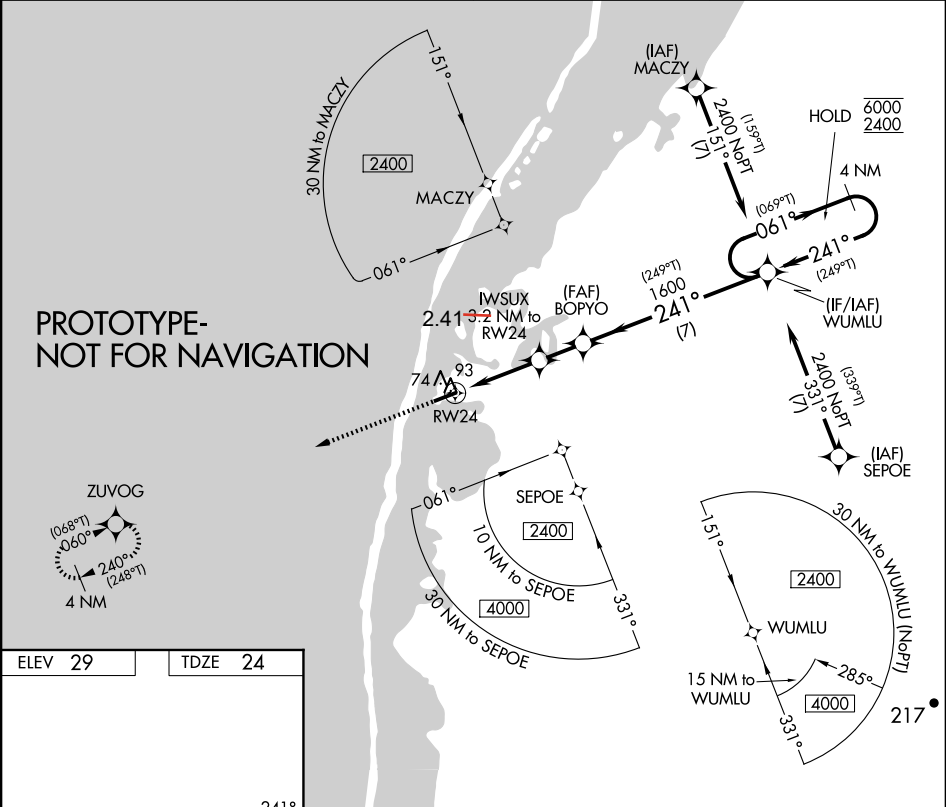 (IAF)
MACZY
HOLD 6000
2400
4 NM
2400 NoPT
(159°T)
151°
(7)
(069°T)
061°
241°
(249°T)
(IF/IAF)
WUMLU
(249°T)
1600
241°
(7)
(FAF)
BOPYO
IWSUX
2.41 3.2 NM to
RW24
74 93
RW24
30 NM to MACZY
151°
2400
MACZY
061°
PROTOTYPE-
NOT FOR NAVIGATION
2400 NoPT
(339°T)
331°
(7)
(IAF)
SEPOE
ZUVOG
(068°T)
060°
240°
(248°T)
4 NM
061°
SEPOE
2400
10 NM to SEPOE
4000
30 NM to SEPOE
331°
151°
30 NM to WUMLU (NoPT)
2400
WUMLU
15 NM to
WUMLU
285°
4000
331°
217
ELEV 29
TDZE 24